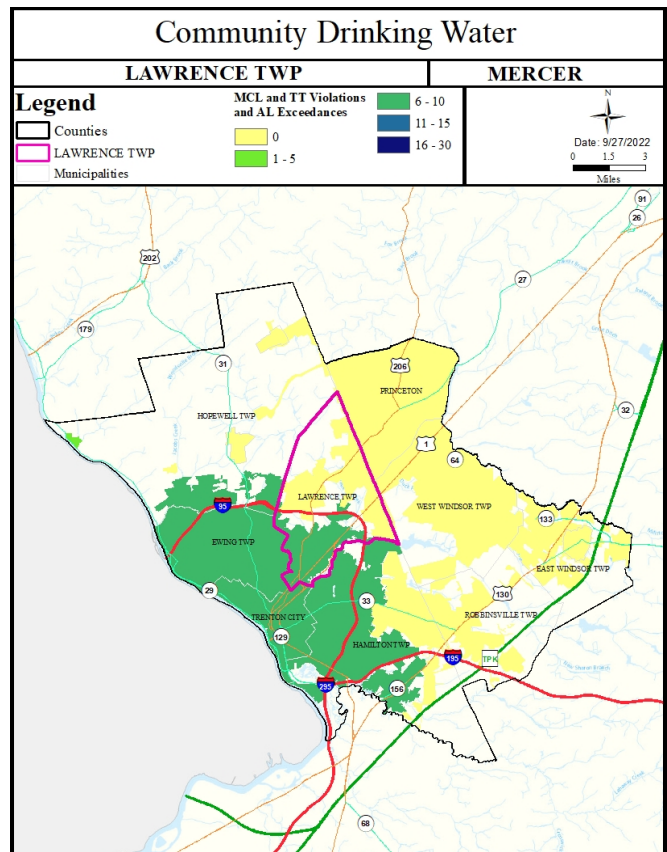 Community Drinking Water
LAWRENCE TWP
MERCER
Legend
Counties
LAWRENCE TWP
Municipalities
MCL and TT Violations
and AL Exceedances
0
1 - 5
6 - 10
11 - 15
16 - 30
N
Date: 9/27/2022
0 1.5 3
Miles
91
26
202
27
179
31
206
PRINCETON
32
HOPEWELL TWP
1
64
LAWRENCE TWP
WEST WINDSOR TWP
95
133
EWING TWP
EAST WINDSOR TWP
29
130
33
ROBBINSVILLE TWP
TRENTON CITY
129
HAMILTON TWP
195
TPK
295
156
68